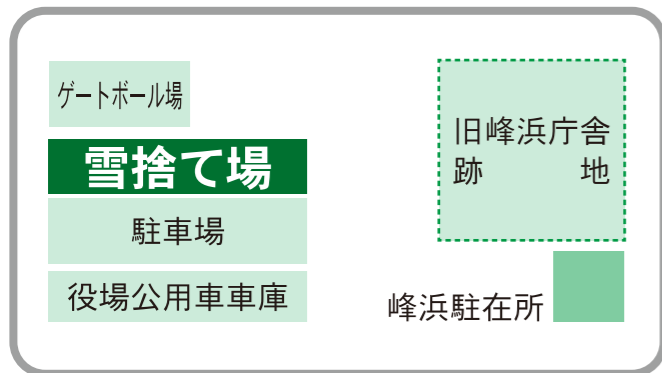 ゲートボール場
雪捨て場
駐車場
役場公用車車庫
旧峰浜庁舎
跡　　地
峰浜駐在所